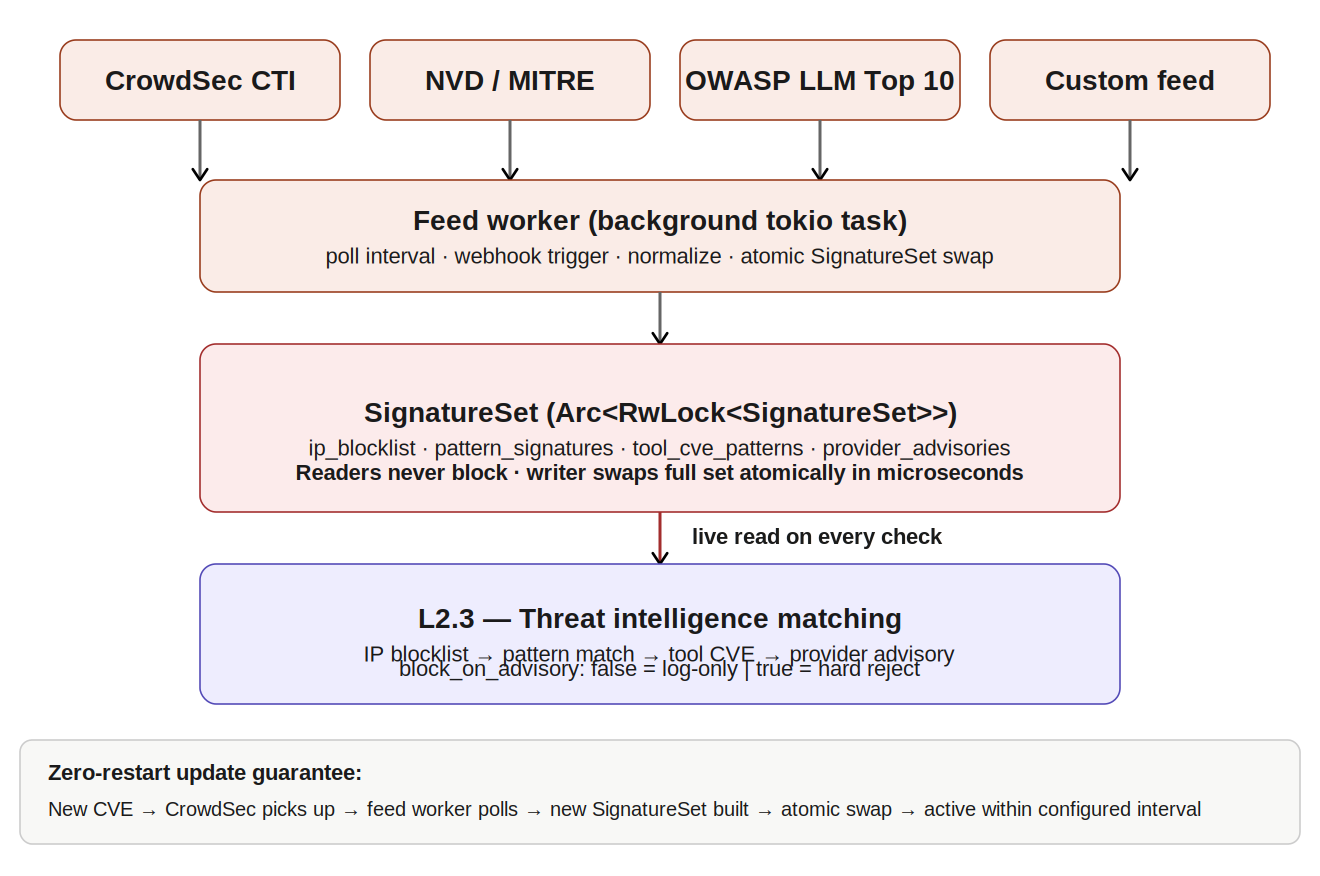 CrowdSec CTI
NVD / MITRE
OWASP LLM Top 10
Custom feed
Feed worker (background tokio task)
poll interval · webhook trigger · normalize · atomic SignatureSet swap
SignatureSet (Arc<RwLock<SignatureSet>>)
ip_blocklist · pattern_signatures · tool_cve_patterns · provider_advisories
Readers never block · writer swaps full set atomically in microseconds
live read on every check
L2.3 — Threat intelligence matching
IP blocklist → pattern match → tool CVE → provider advisory
block_on_advisory: false = log-only | true = hard reject
Zero-restart update guarantee:
New CVE → CrowdSec picks up → feed worker polls → new SignatureSet built → atomic swap → active within configured interval